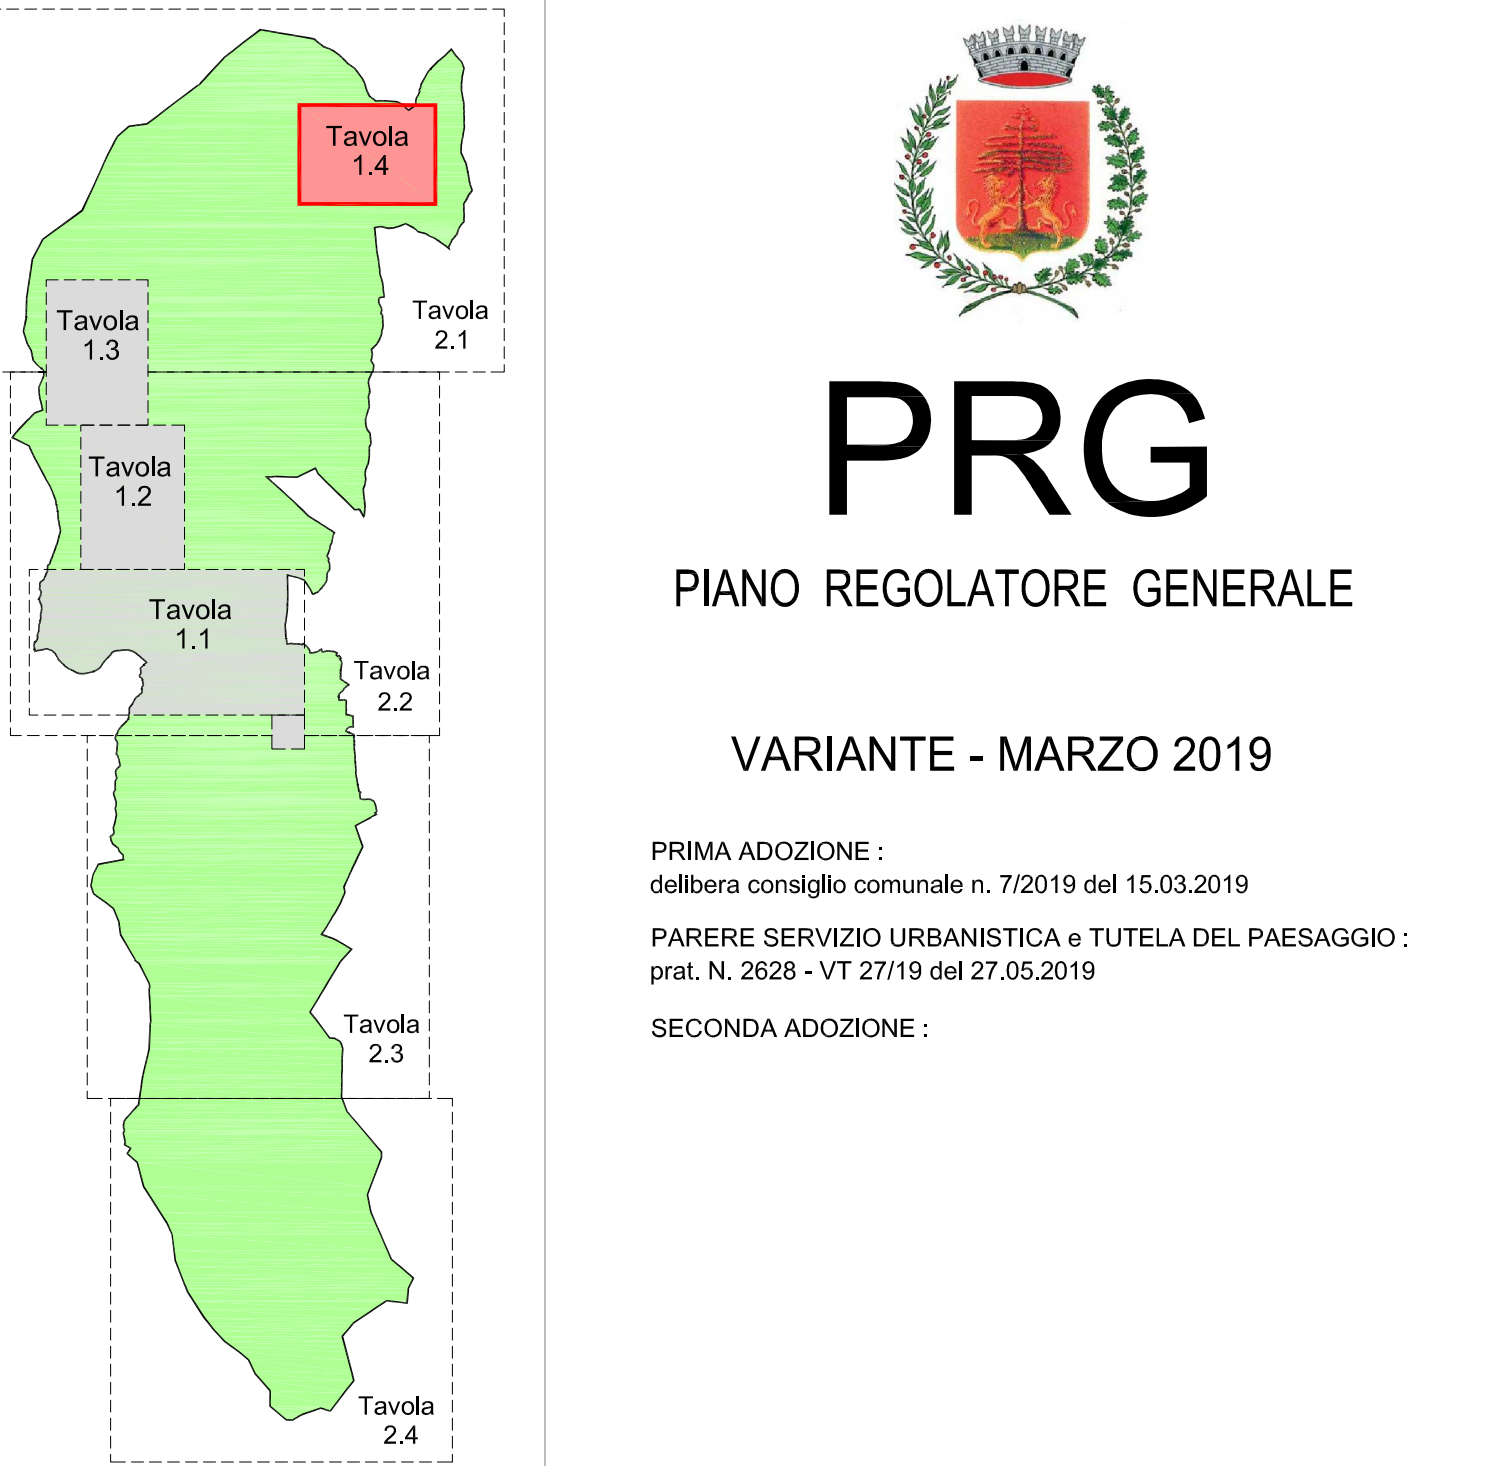 Tavola
1.4
Tavola
2.1
Tavola
1.3
Tavola
1.2
Tavola
1.1
Tavola
2.2
Tavola
2.3
Tavola
2.4
PRG
PIANO REGOLATORE GENERALE
VARIANTE - MARZO 2019
PRIMA ADOZIONE :
delibera consiglio comunale n. 7/2019 del 15.03.2019
PARERE SERVIZIO URBANISTICA e TUTELA DEL PAESAGGIO :
prat. N. 2628 - VT 27/19 del 27.05.2019
SECONDA ADOZIONE :